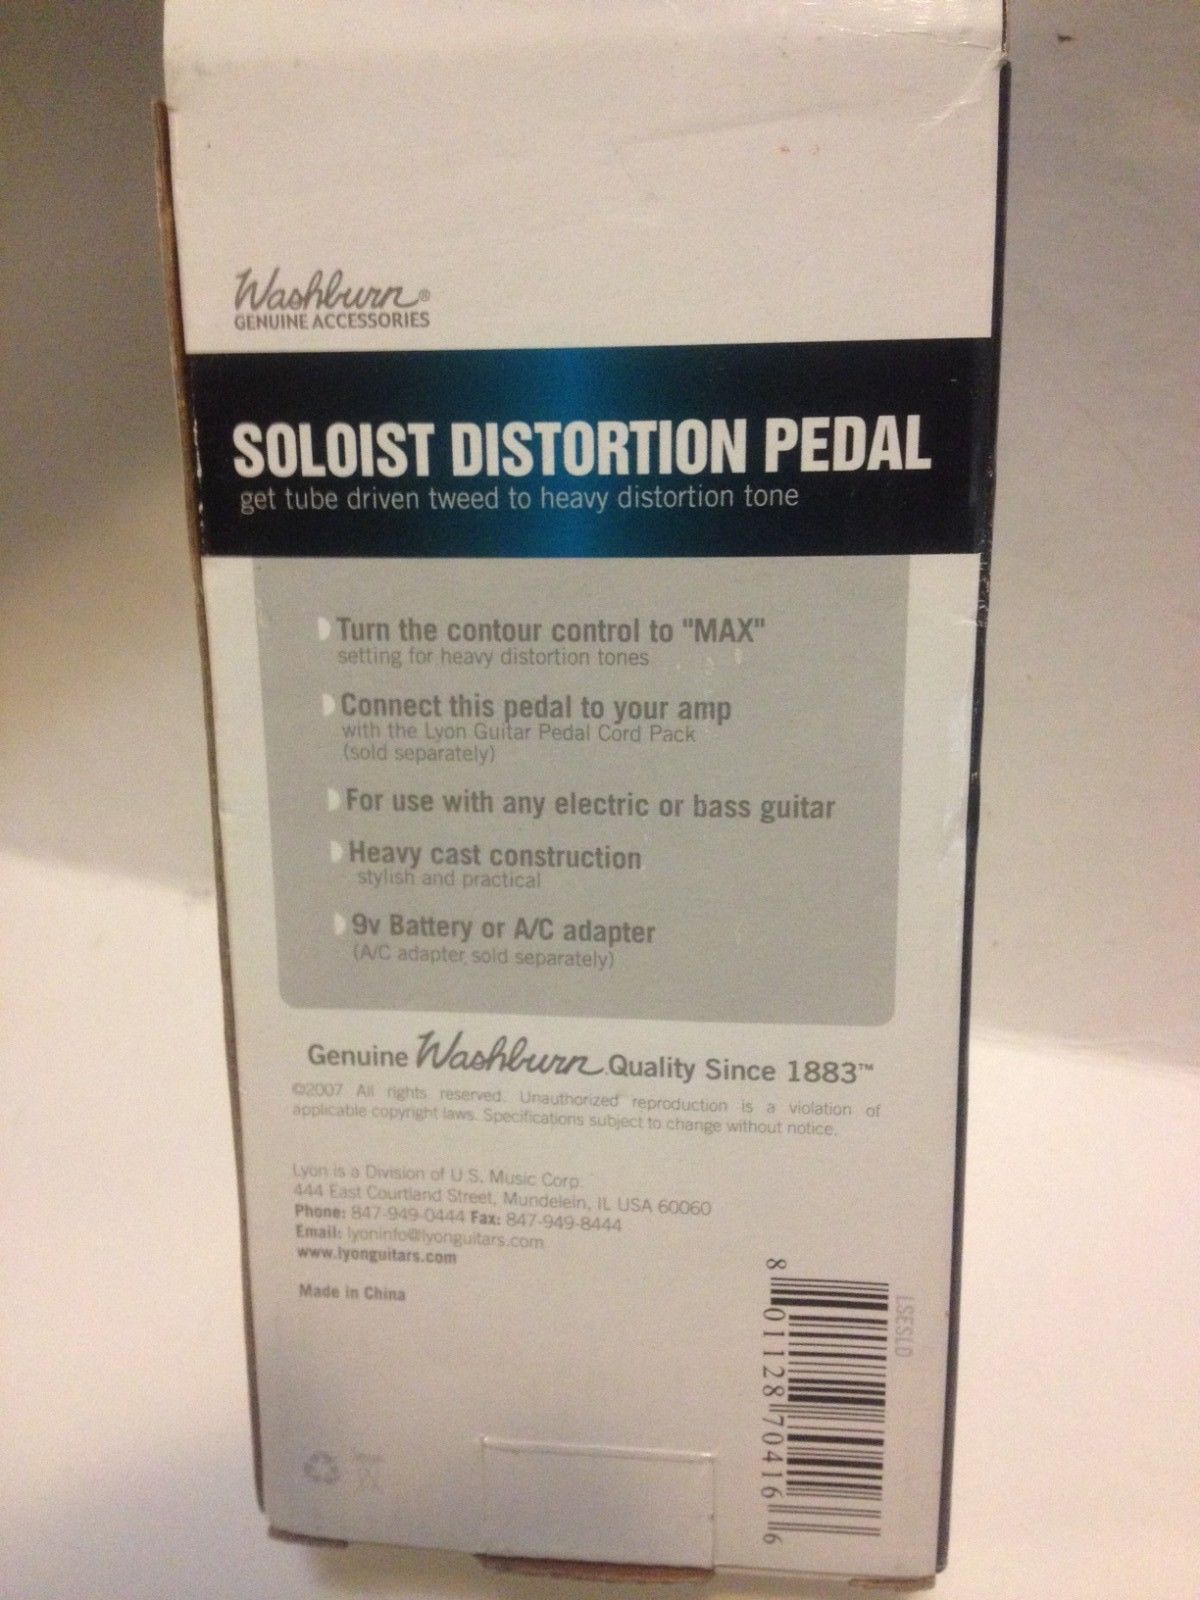 Washburn®
GENUINE ACCESSORIES
SOLOIST DISTORTION PEDAL
get tube driven tweed to heavy distortion tone
Turn the contour control to "MAX"
setting for heavy distortion tones
Connect this pedal to your amp
with the Lyon Guitar Pedal Cord Pack
(sold separately)
For use with any electric or bass guitar
Heavy cast construction
stylish and practical
9v Battery or A/C adapter
(A/C adapter sold separately)
Genuine Washburn Quality Since 1883™
©2007 All rights reserved. Unauthorized reproduction is a violation of
applicable copyright laws. Specifications subject to change without notice.
Lyon is a Division of U.S. Music Corp.
444 East Courtland Street, Mundelein, IL USA 60060
Phone: 847-949-0444 Fax: 847-949-8444
Email: lyoninfo@lyonguitars.com
www.lyonguitars.com
Made in China
LSESLD
8 01128 70416 6